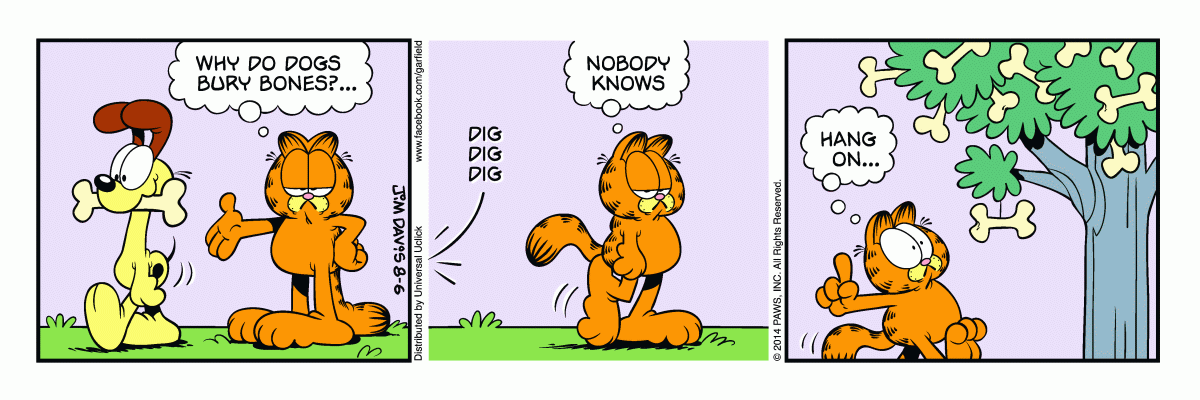 WHY DO DOGS
BURY BONES?...
JIM DAVIS 8-6
Distributed by Universal Uclick
www.facebook.com/garfield
NOBODY
KNOWS
DIG
DIG
DIG
© 2014 PAWS, INC. All Rights Reserved.
HANG
ON...